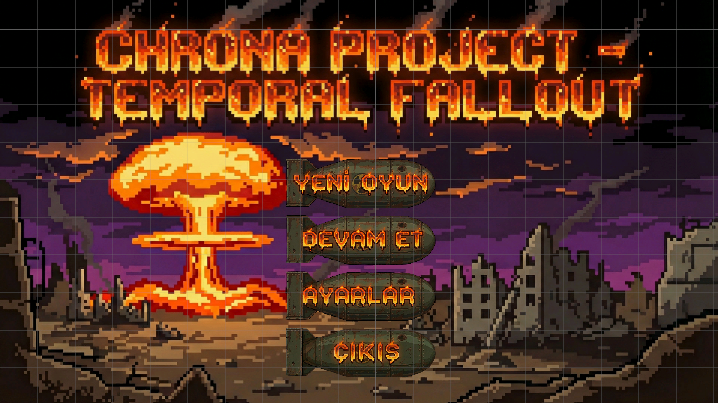 CHRONA PROJECT -
TEMPORAL FALLOUT
YENİ OYUN
DEVAM ET
AYARLAR
ÇIKIŞ